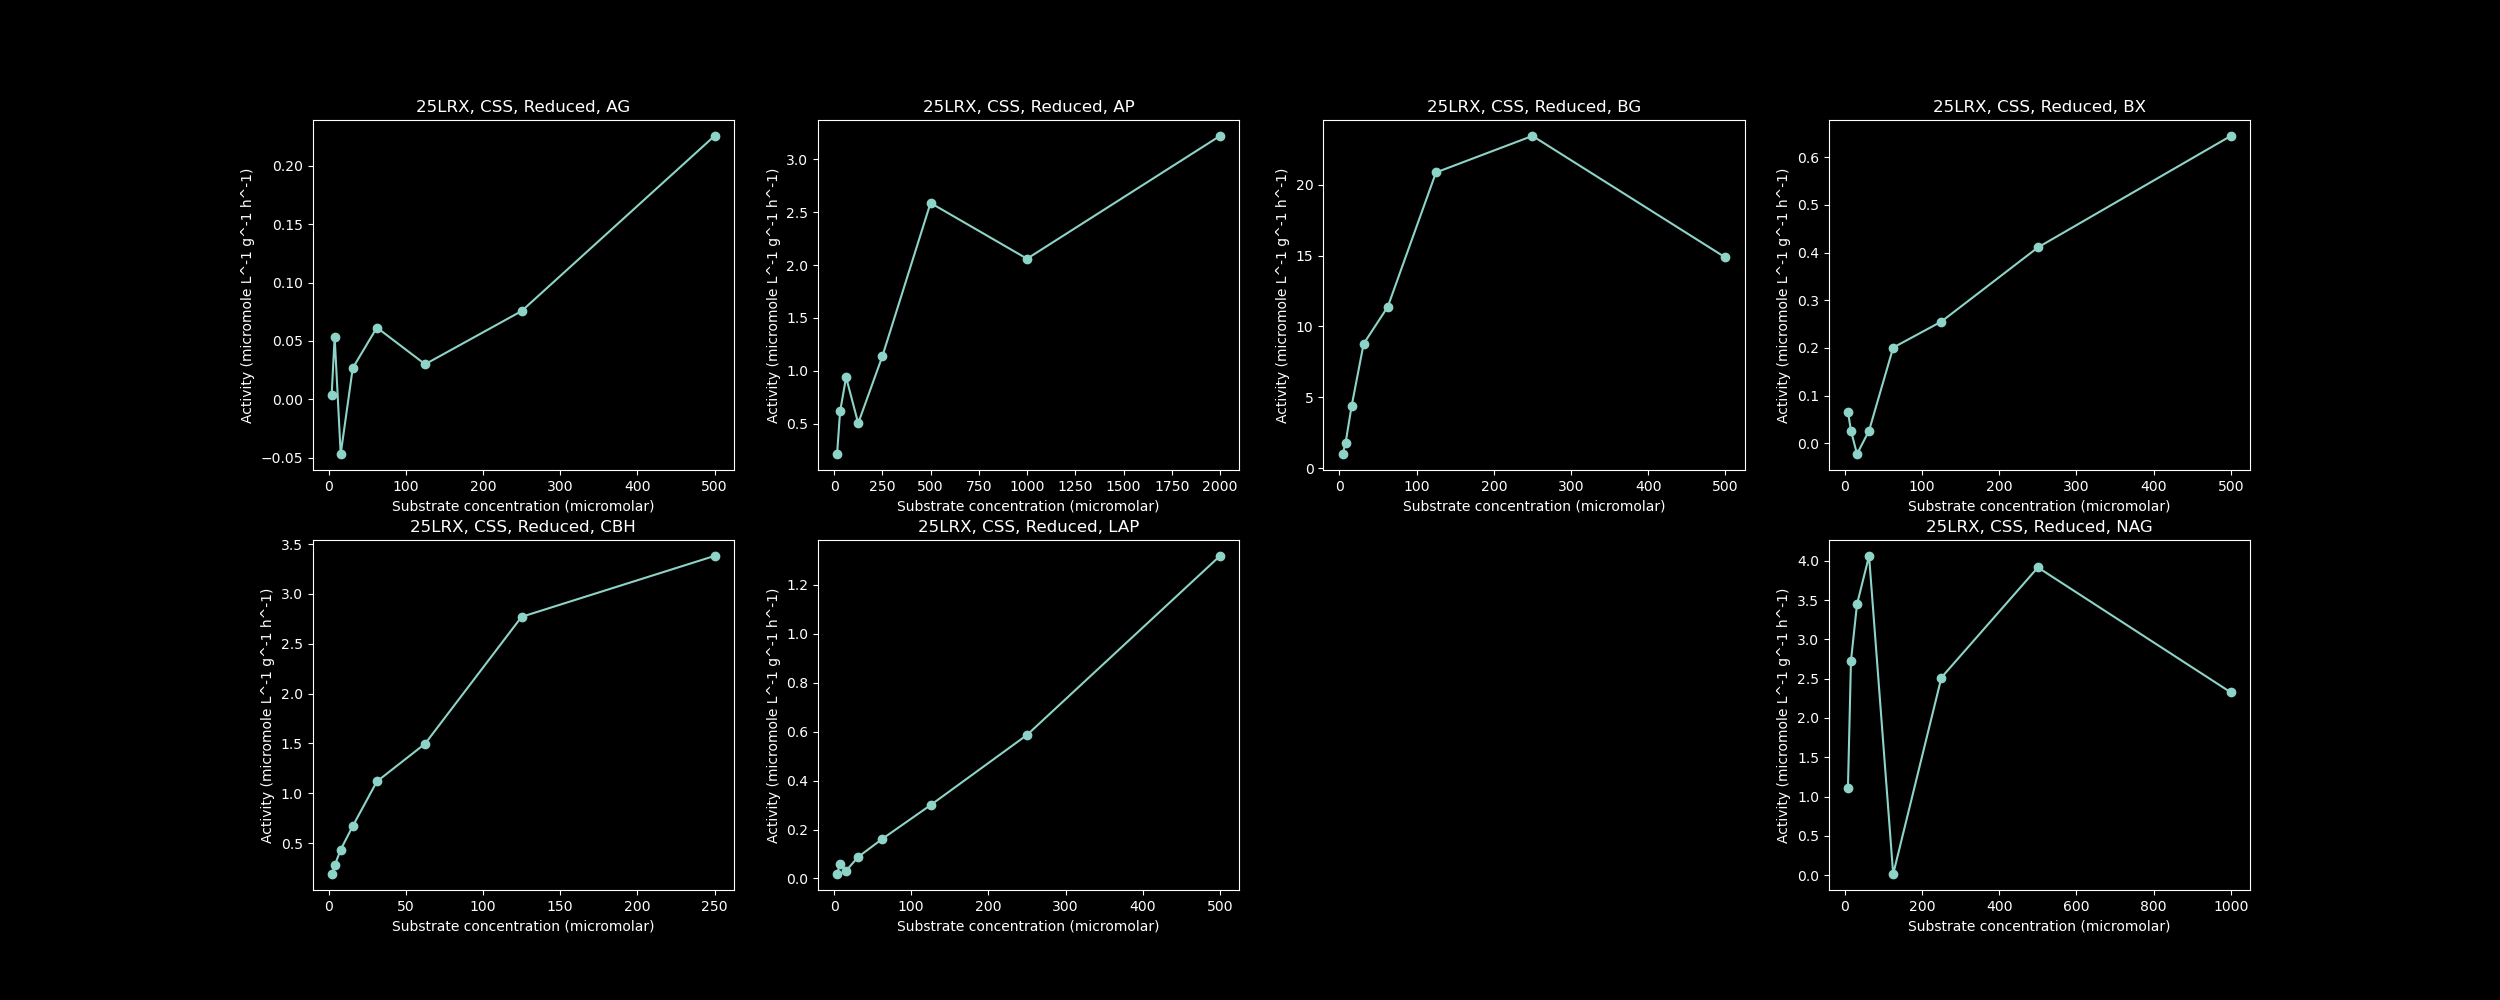 25LRX, CSS, Reduced, AG
Activity (micromole L^-1 g^-1 h^-1)
0.20
0.15
0.10
0.05
0.00
−0.05
0 100 200 300 400 500
Substrate concentration (micromolar)
25LRX, CSS, Reduced, AP
Activity (micromole L^-1 g^-1 h^-1)
3.0
2.5
2.0
1.5
1.0
0.5
0 250 500 750 1000 1250 1500 1750 2000
Substrate concentration (micromolar)
25LRX, CSS, Reduced, BG
Activity (micromole L^-1 g^-1 h^-1)
20
15
10
5
0
0 100 200 300 400 500
Substrate concentration (micromolar)
25LRX, CSS, Reduced, BX
Activity (micromole L^-1 g^-1 h^-1)
0.6
0.5
0.4
0.3
0.2
0.1
0.0
0 100 200 300 400 500
Substrate concentration (micromolar)
25LRX, CSS, Reduced, CBH
Activity (micromole L^-1 g^-1 h^-1)
3.5
3.0
2.5
2.0
1.5
1.0
0.5
0 50 100 150 200 250
Substrate concentration (micromolar)
25LRX, CSS, Reduced, LAP
Activity (micromole L^-1 g^-1 h^-1)
1.2
1.0
0.8
0.6
0.4
0.2
0.0
0 100 200 300 400 500
Substrate concentration (micromolar)
25LRX, CSS, Reduced, NAG
Activity (micromole L^-1 g^-1 h^-1)
4.0
3.5
3.0
2.5
2.0
1.5
1.0
0.5
0.0
0 200 400 600 800 1000
Substrate concentration (micromolar)